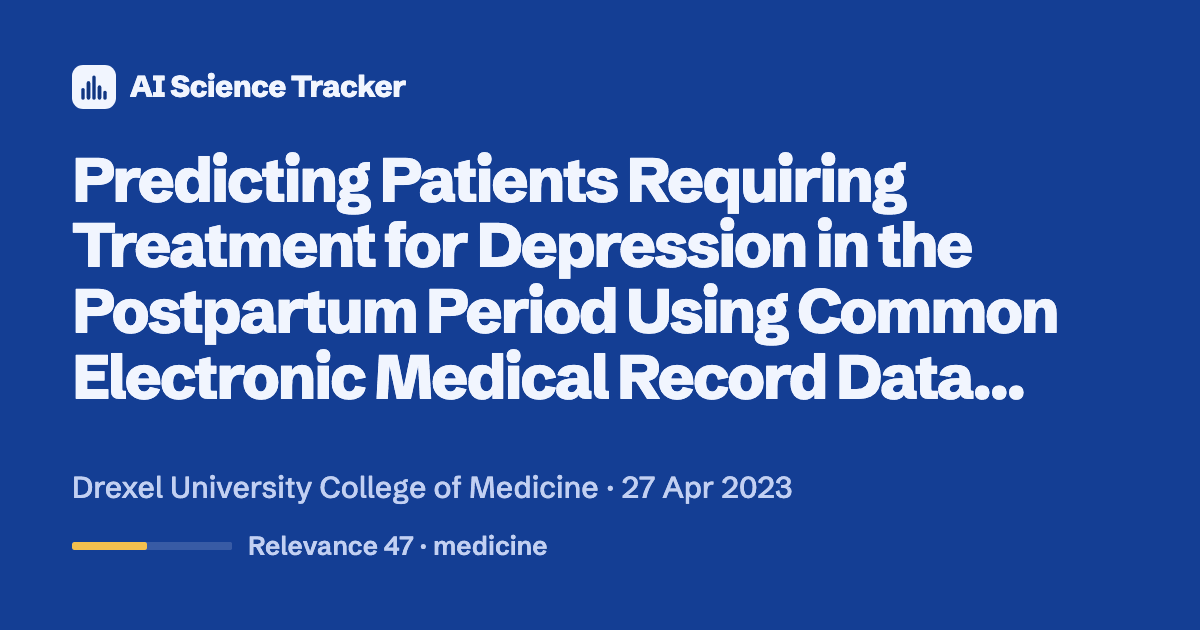 AI Science Tracker
Predicting Patients Requiring
Treatment for Depression in the
Postpartum Period Using Common
Electronic Medical Record Data...
Drexel University College of Medicine · 27 Apr 2023
Relevance 47 · medicine